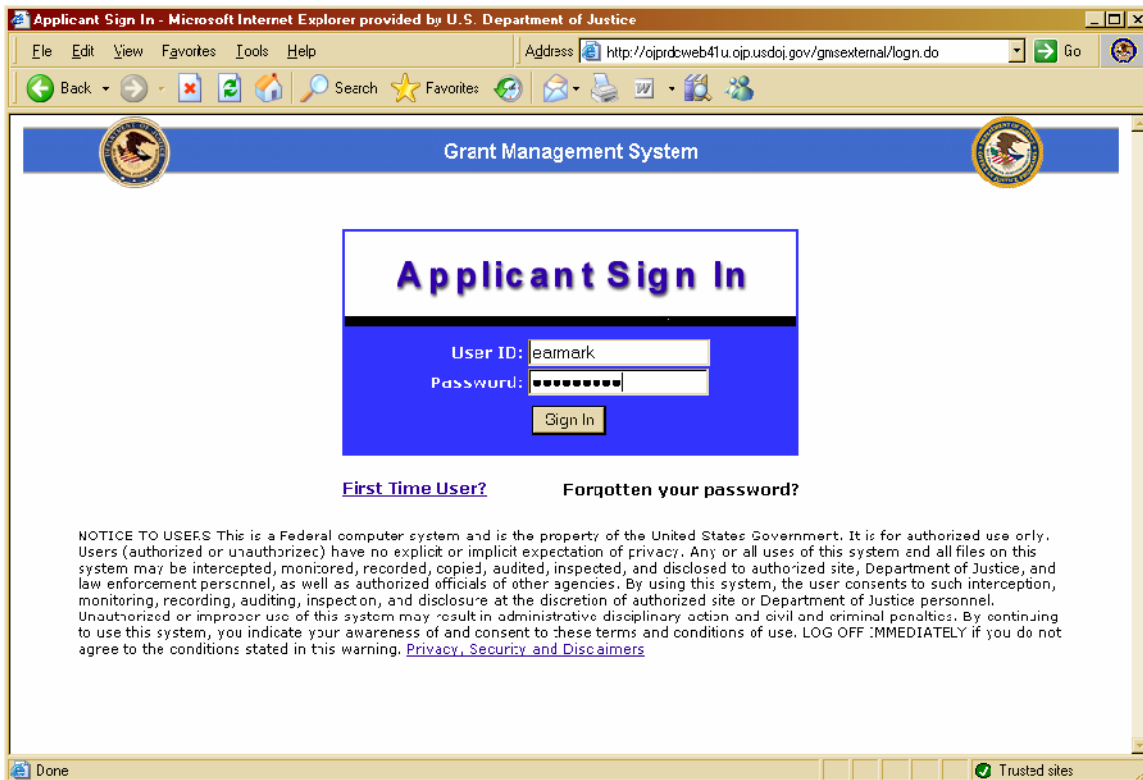 Applicant Sign In - Microsoft Internet Explorer provided by U.S. Department of Justice
File Edit View Favorites Tools Help
Address http://ojprdcweb41u.ojp.usdoj.gov/gmsexternal/login.do Go
Back Search Favorites
Grant Management System
Applicant Sign In
User ID: earmark
Password: •••••••••
Sign In
First Time User? Forgotten your password?
NOTICE TO USERS This is a Federal computer system and is the property of the United States Government. It is for authorized use only.
Users (authorized or unauthorized) have no explicit or implicit expectation of privacy. Any or all uses of this system and all files on this
system may be intercepted, monitored, recorded, copied, audited, inspected, and disclosed to authorized site, Department of Justice, and
law enforcement personnel, as well as authorized officials of other agencies. By using this system, the user consents to such interception,
monitoring, recording, auditing, inspection, and disclosure at the discretion of authorized site or Department of Justice personnel.
Unauthorized or improper use of this system may result in administrative disciplinary action and civil and criminal penalties. By continuing
to use this system, you indicate your awareness of and consent to these terms and conditions of use. LOG OFF IMMEDIATELY if you do not
agree to the conditions stated in this warning. Privacy, Security and Disclaimers
Done Trusted sites